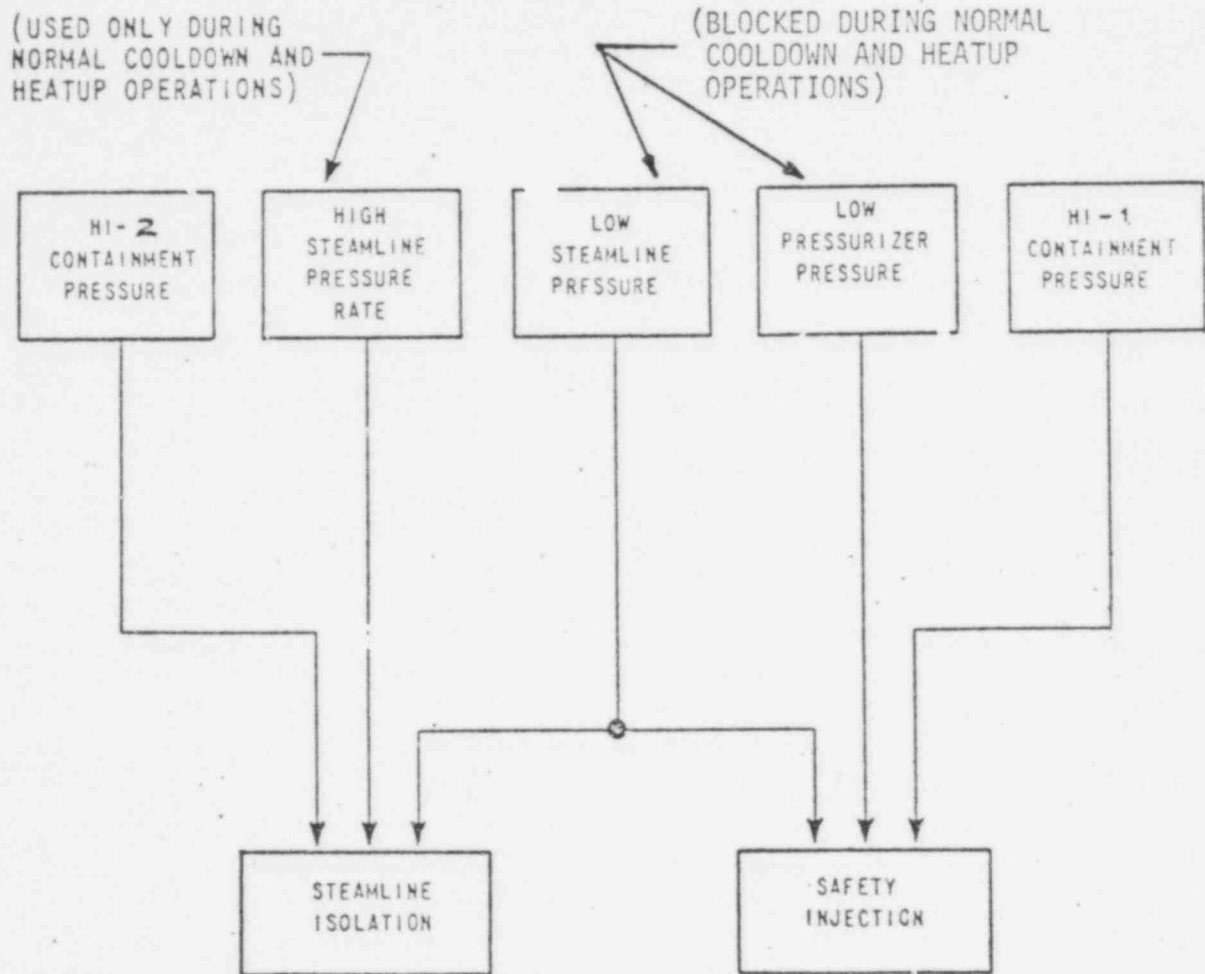 (USED ONLY DURING
NORMAL COOLDOWN AND
HEATUP OPERATIONS)
(BLOCKED DURING NORMAL
COOLDOWN AND HEATUP
OPERATIONS)
HI-2
CONTAINMENT
PRESSURE
HIGH
STEAMLINE
PRESSURE
RATE
LOW
STEAMLINE
PRESSURE
LOW
PRESSURIZER
PRESSURE
HI-1
CONTAINMENT
PRESSURE
STEAMLINE
ISOLATION
SAFETY
INJECTION